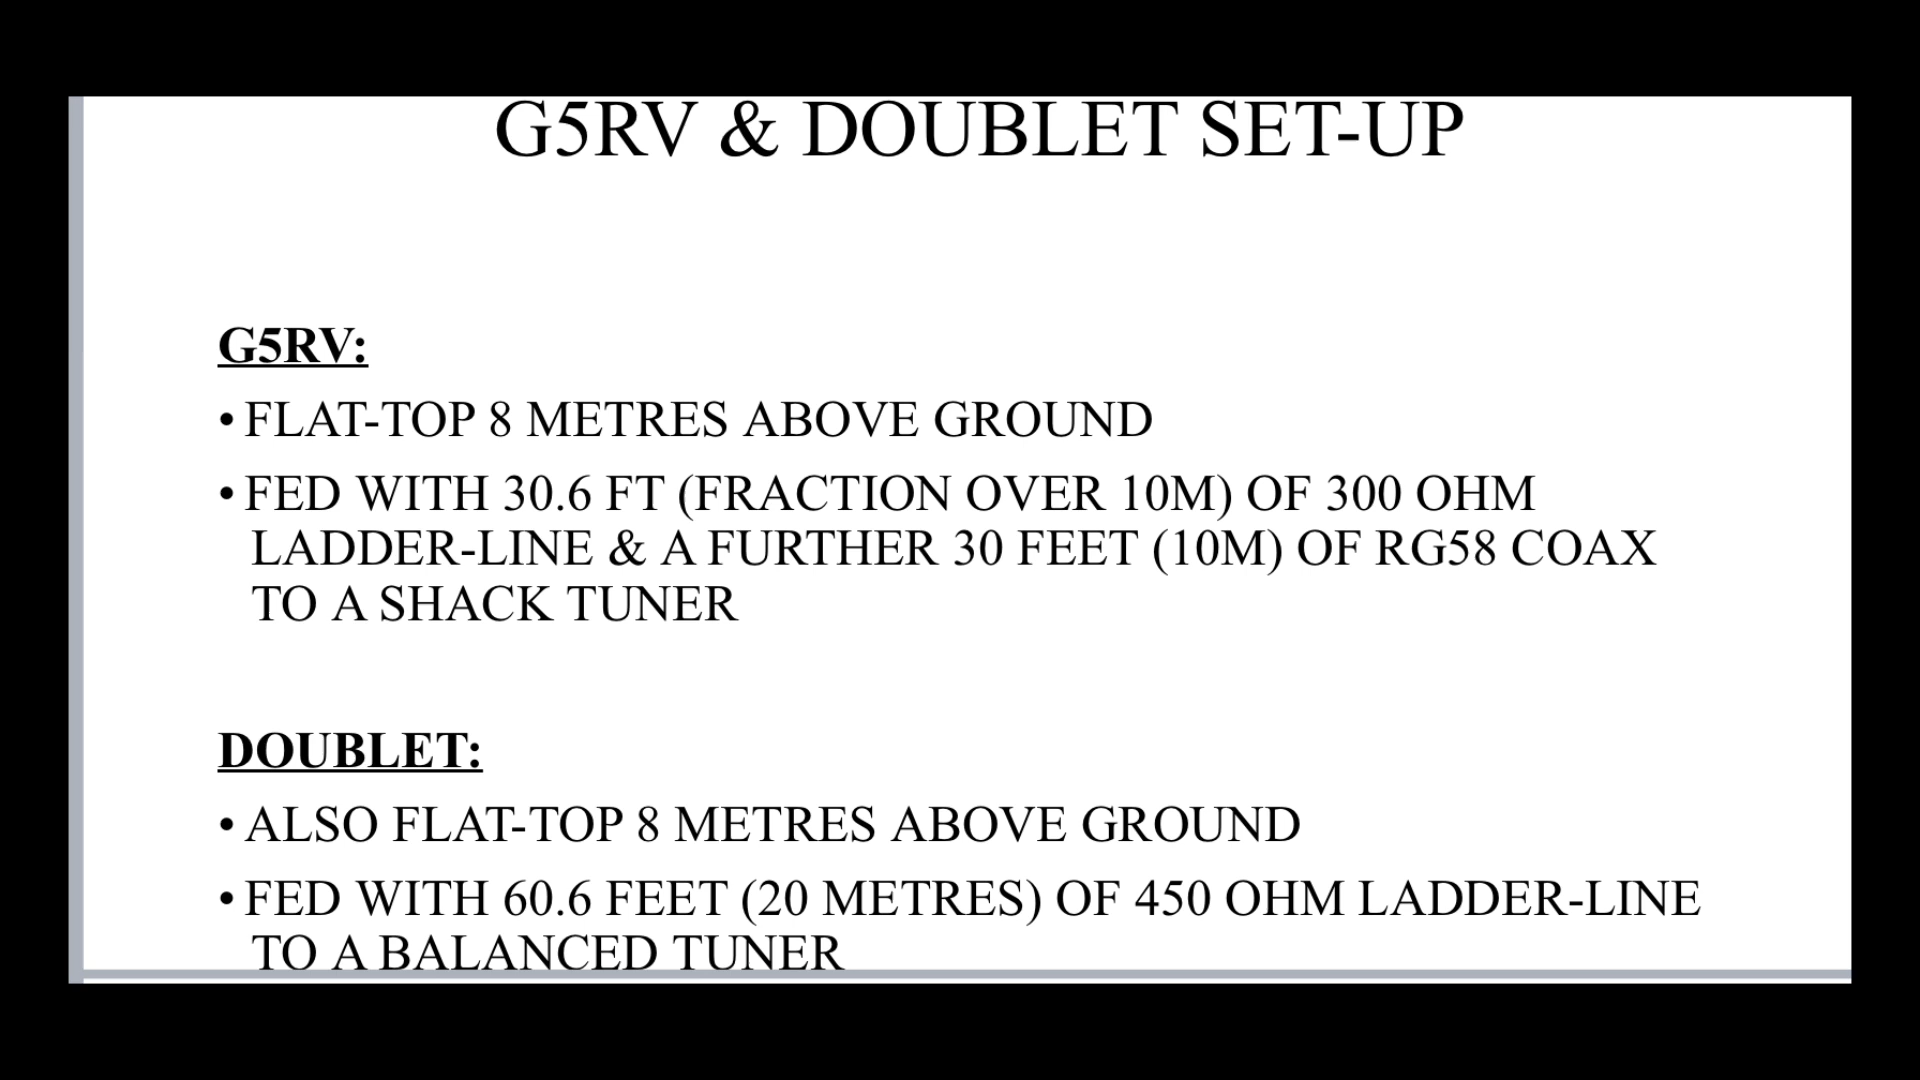 G5RV & DOUBLET SET-UP
G5RV:
• FLAT-TOP 8 METRES ABOVE GROUND
• FED WITH 30.6 FT (FRACTION OVER 10M) OF 300 OHM
LADDER-LINE & A FURTHER 30 FEET (10M) OF RG58 COAX
TO A SHACK TUNER
DOUBLET:
• ALSO FLAT-TOP 8 METRES ABOVE GROUND
• FED WITH 60.6 FEET (20 METRES) OF 450 OHM LADDER-LINE
TO A BALANCED TUNER